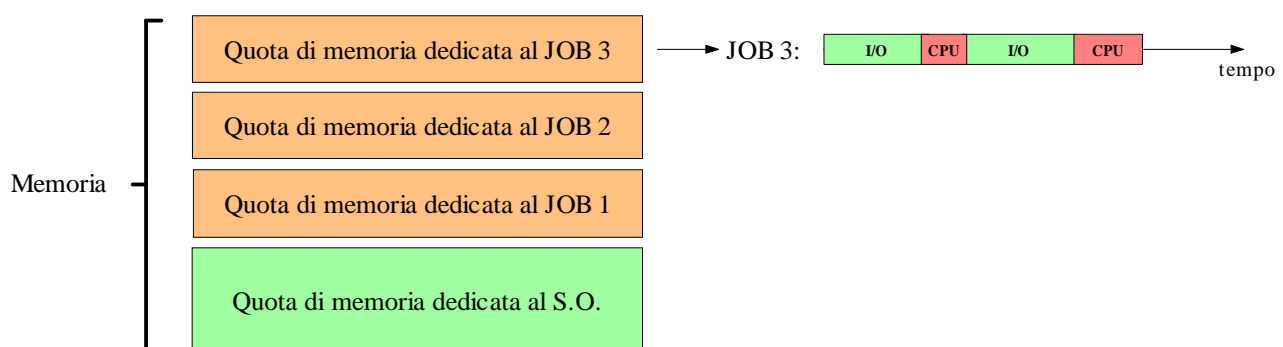 Quota di memoria dedicata al JOB 3
JOB 3:
I/O
CPU
I/O
CPU
tempo
Quota di memoria dedicata al JOB 2
Memoria
Quota di memoria dedicata al JOB 1
Quota di memoria dedicata al S.O.